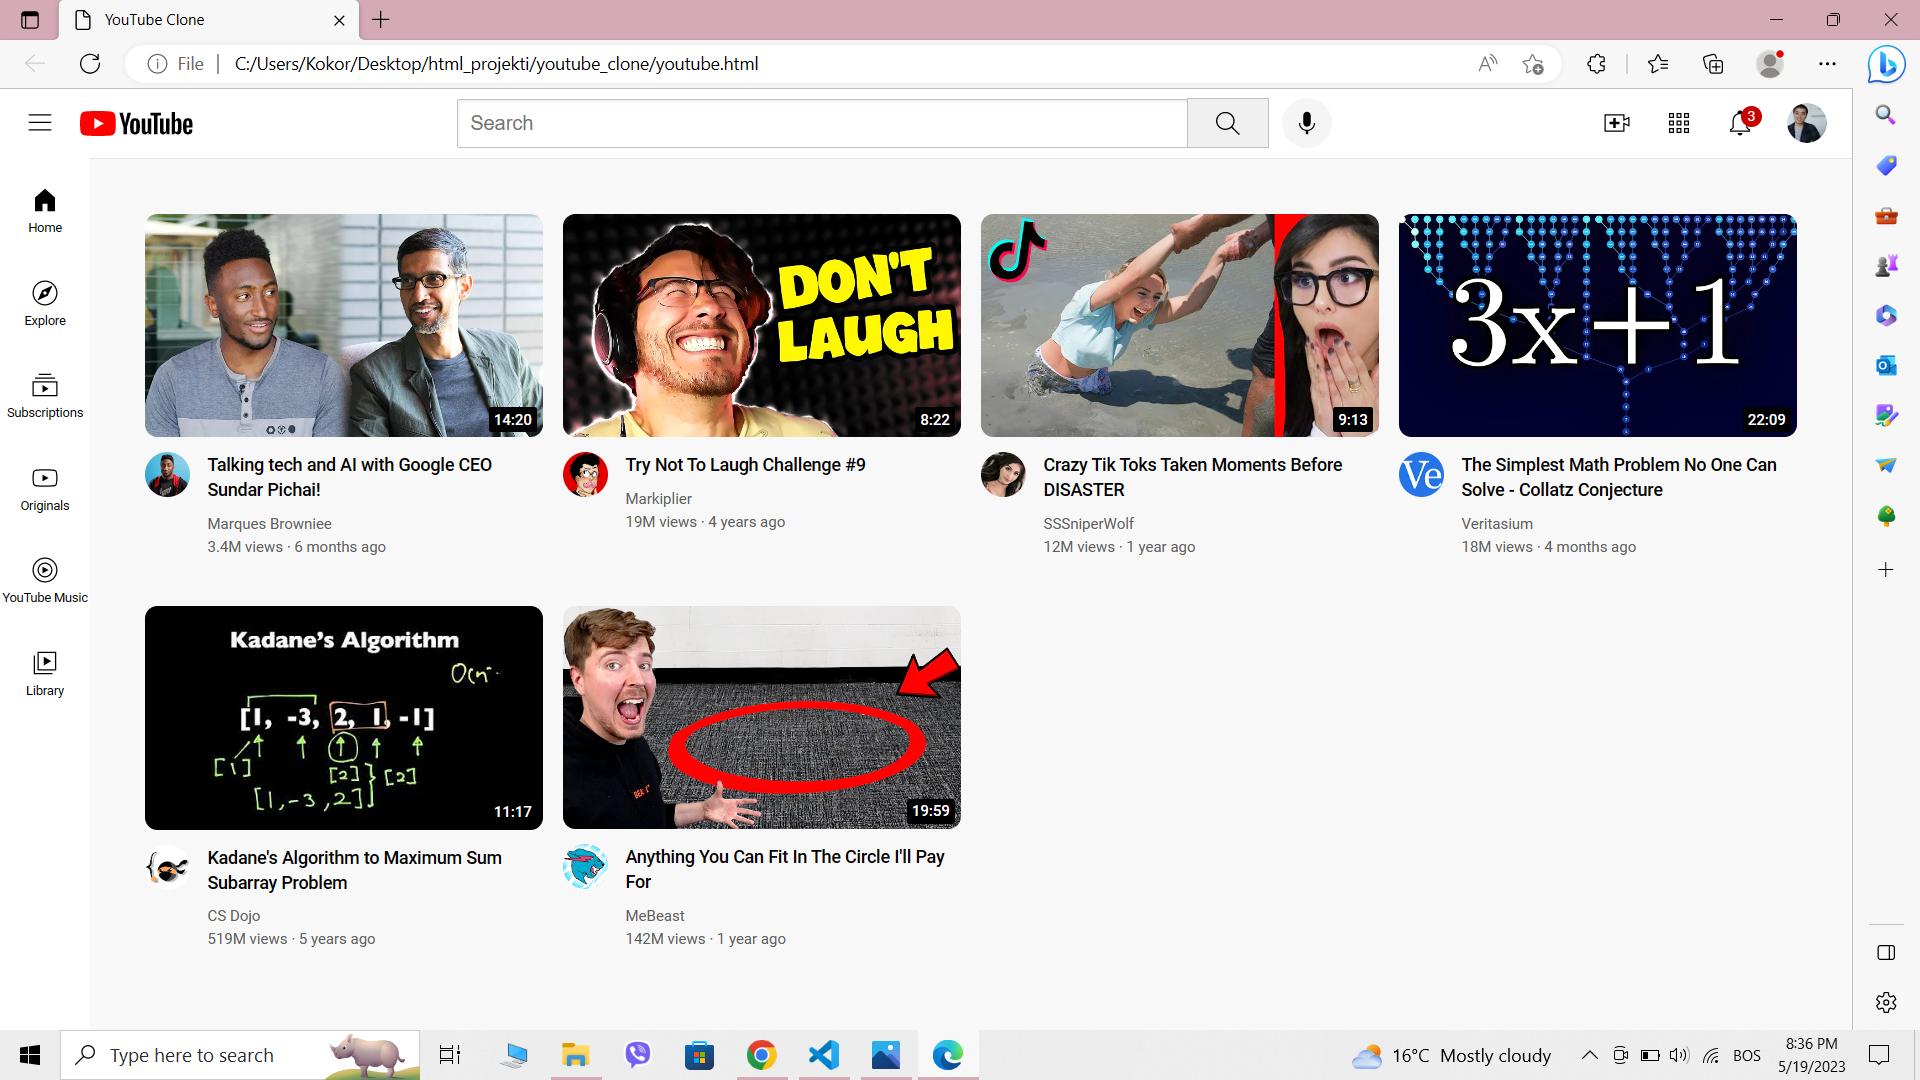 YouTube Clone
File
C:/Users/Kokor/Desktop/html_projekti/youtube_clone/youtube.html
YouTube
Search
3
Home
Explore
Subscriptions
Originals
YouTube Music
Library
14:20
DON'T
LAUGH
8:22
9:13
3x+1
22:09
Talking tech and AI with Google CEO
Sundar Pichai!
Marques Browniee
3.4M views · 6 months ago
Try Not To Laugh Challenge #9
Markiplier
19M views · 4 years ago
Crazy Tik Toks Taken Moments Before
DISASTER
SSSniperWolf
12M views · 1 year ago
Ve
The Simplest Math Problem No One Can
Solve - Collatz Conjecture
Veritasium
18M views · 4 months ago
Kadane's Algorithm
[1, -3, 2, 1, -1]
[1]
[2]
[2]
[1,-3,2]
11:17
19:59
Kadane's Algorithm to Maximum Sum
Subarray Problem
CS Dojo
519M views · 5 years ago
Anything You Can Fit In The Circle I'll Pay
For
MeBeast
142M views · 1 year ago
Type here to search
16°C Mostly cloudy
BOS
8:36 PM
5/19/2023